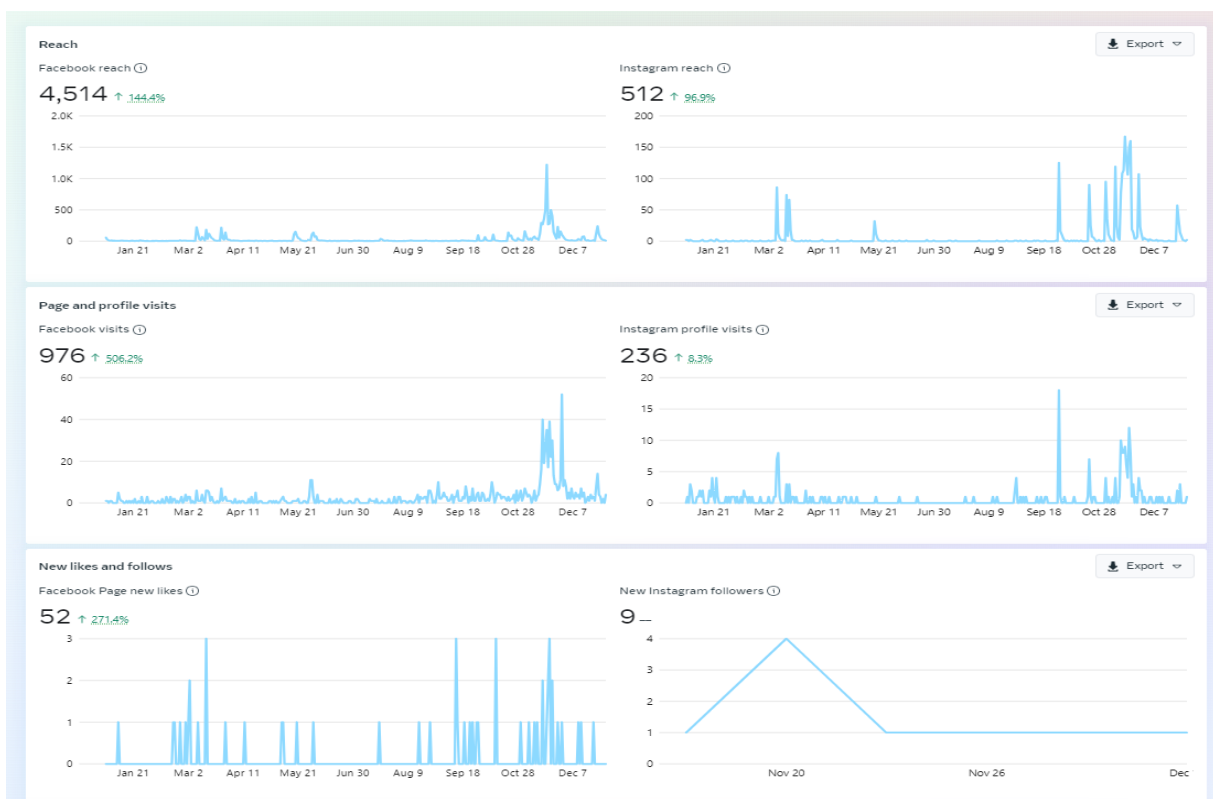 Reach
Export
Facebook reach
4,514 ↑ 144.4%
2.0K
1.5K
1.0K
500
0
Jan 21 Mar 2 Apr 11 May 21 Jun 30 Aug 9 Sep 18 Oct 28 Dec 7
Instagram reach
512 ↑ 96.9%
200
150
100
50
0
Jan 21 Mar 2 Apr 11 May 21 Jun 30 Aug 9 Sep 18 Oct 28 Dec 7
Page and profile visits
Export
Facebook visits
976 ↑ 506.2%
60
40
20
0
Jan 21 Mar 2 Apr 11 May 21 Jun 30 Aug 9 Sep 18 Oct 28 Dec 7
Instagram profile visits
236 ↑ 8.3%
20
15
10
5
0
Jan 21 Mar 2 Apr 11 May 21 Jun 30 Aug 9 Sep 18 Oct 28 Dec 7
New likes and follows
Export
Facebook Page new likes
52 ↑ 271.4%
3
2
1
0
Jan 21 Mar 2 Apr 11 May 21 Jun 30 Aug 9 Sep 18 Oct 28 Dec 7
New Instagram followers
9 --
4
3
2
1
0
Nov 20 Nov 26 Dec